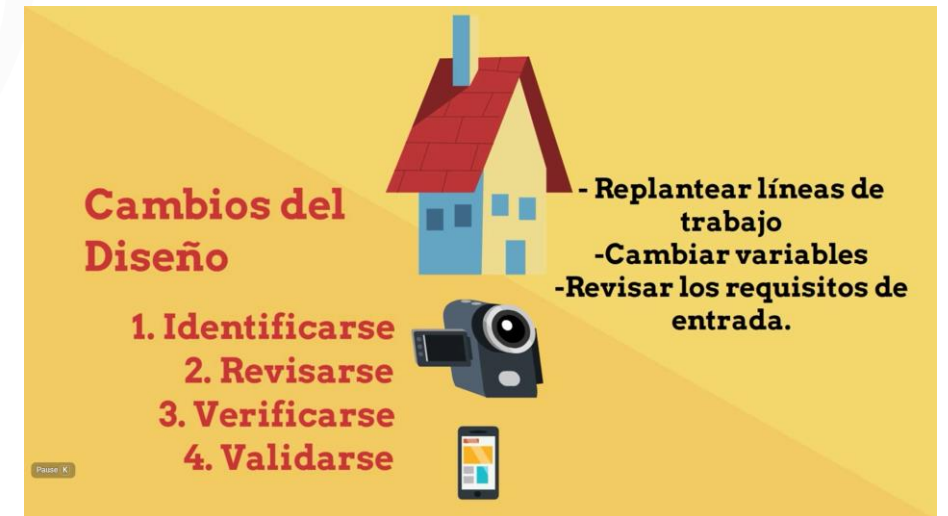 Cambios del
Diseño
1. Identificarse
2. Revisarse
3. Verificarse
4. Validarse
- Replantear líneas de
trabajo
-Cambiar variables
-Revisar los requisitos de
entrada.
Pause K